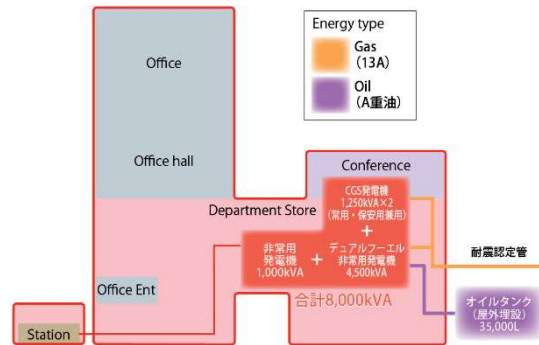 Energy type
Gas
(13A)
Oil
(A重油)
Office
Office hall
Conference
Department Store
CGS発電機
1,250kVA×2
(常用・保安用兼用)
+
非常用
発電機
1,000kVA
+
デュアルフーエル
非常用発電機
4,500kVA
合計8,000kVA
耐震認定管
Office Ent
オイルタンク
(屋外埋設)
35,000L
Station